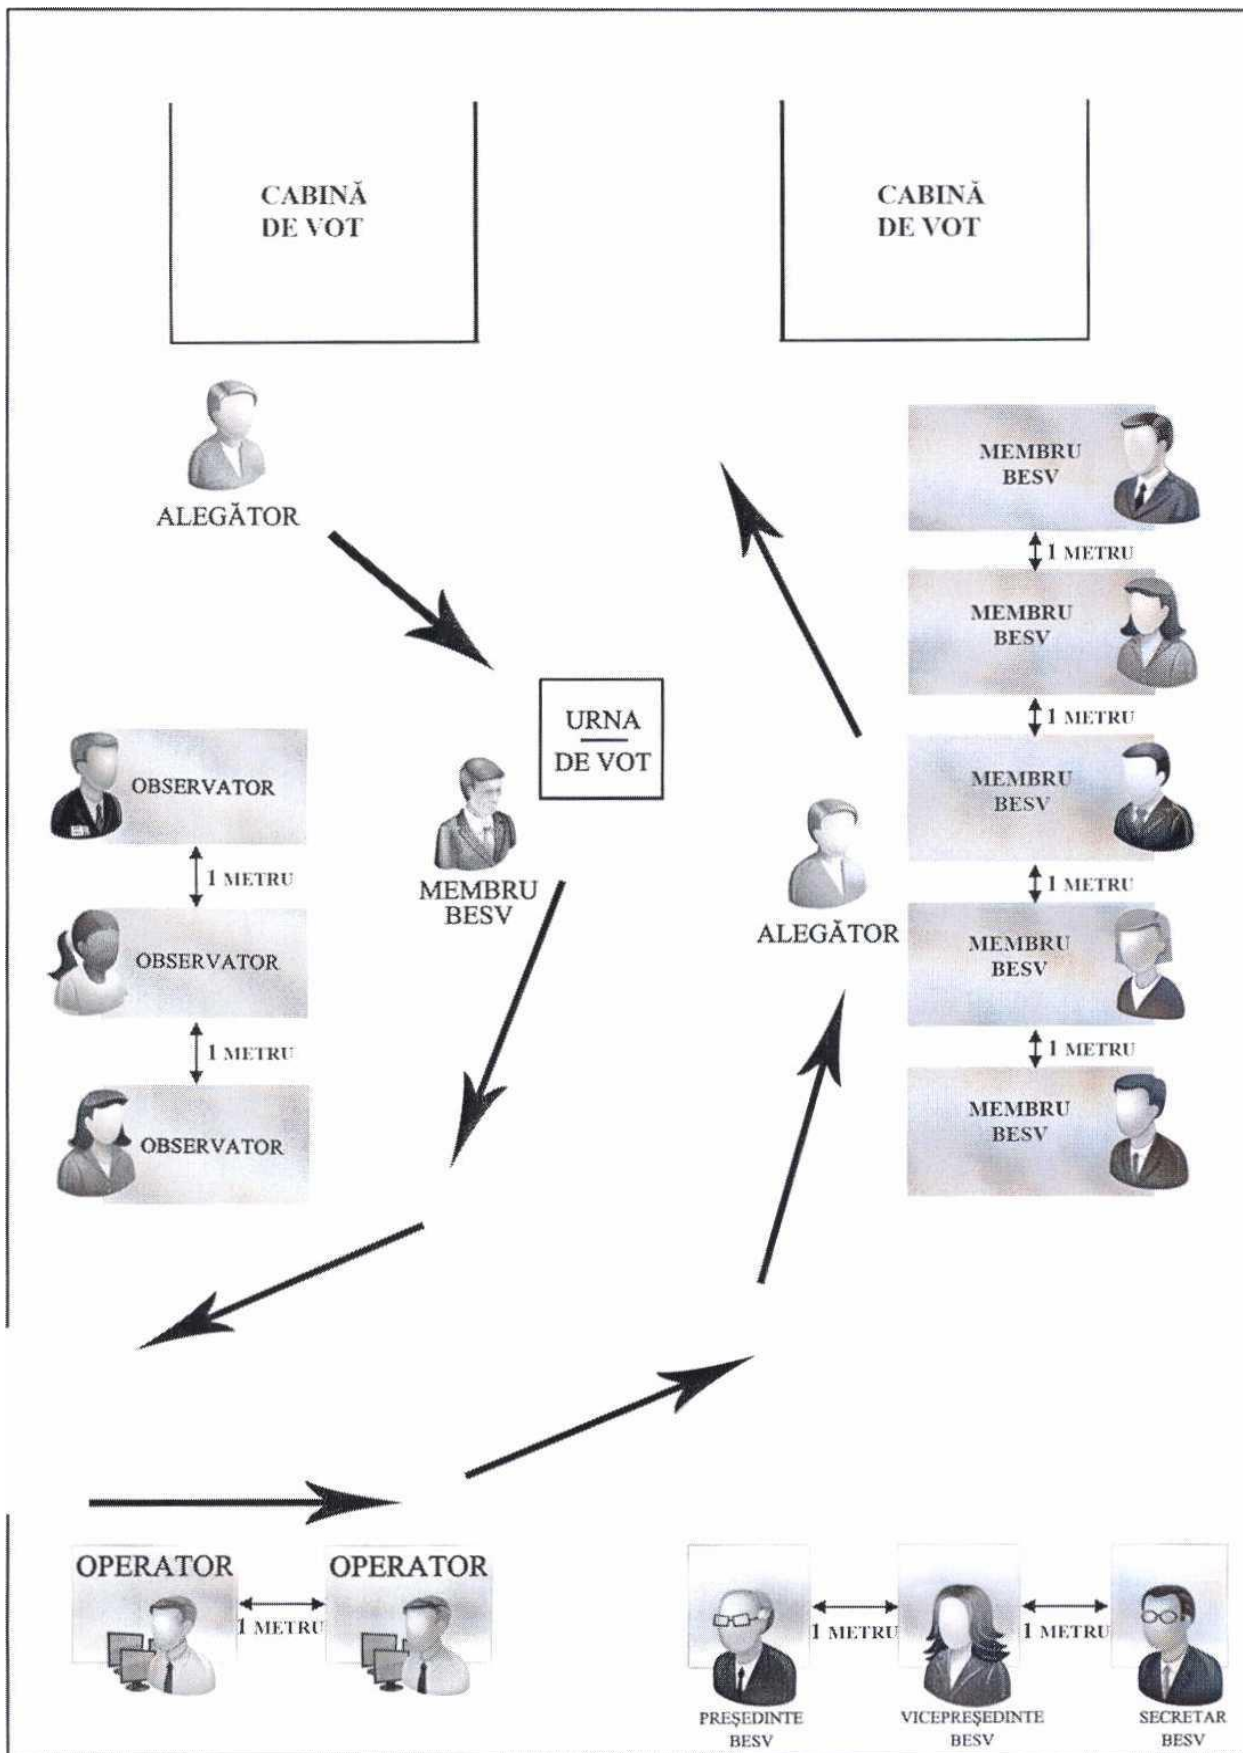 CABINĂ
DE VOT
CABINĂ
DE VOT
ALEGĂTOR
MEMBRU
BESV
1 METRU
MEMBRU
BESV
1 METRU
URNA
DE VOT
MEMBRU
BESV
OBSERVATOR
1 METRU
MEMBRU
BESV
ALEGĂTOR
1 METRU
OBSERVATOR
MEMBRU
BESV
1 METRU
1 METRU
OBSERVATOR
MEMBRU
BESV
OPERATOR
1 METRU
OPERATOR
1 METRU
1 METRU
PREȘEDINTE
BESV
VICEPREȘEDINTE
BESV
SECRETAR
BESV